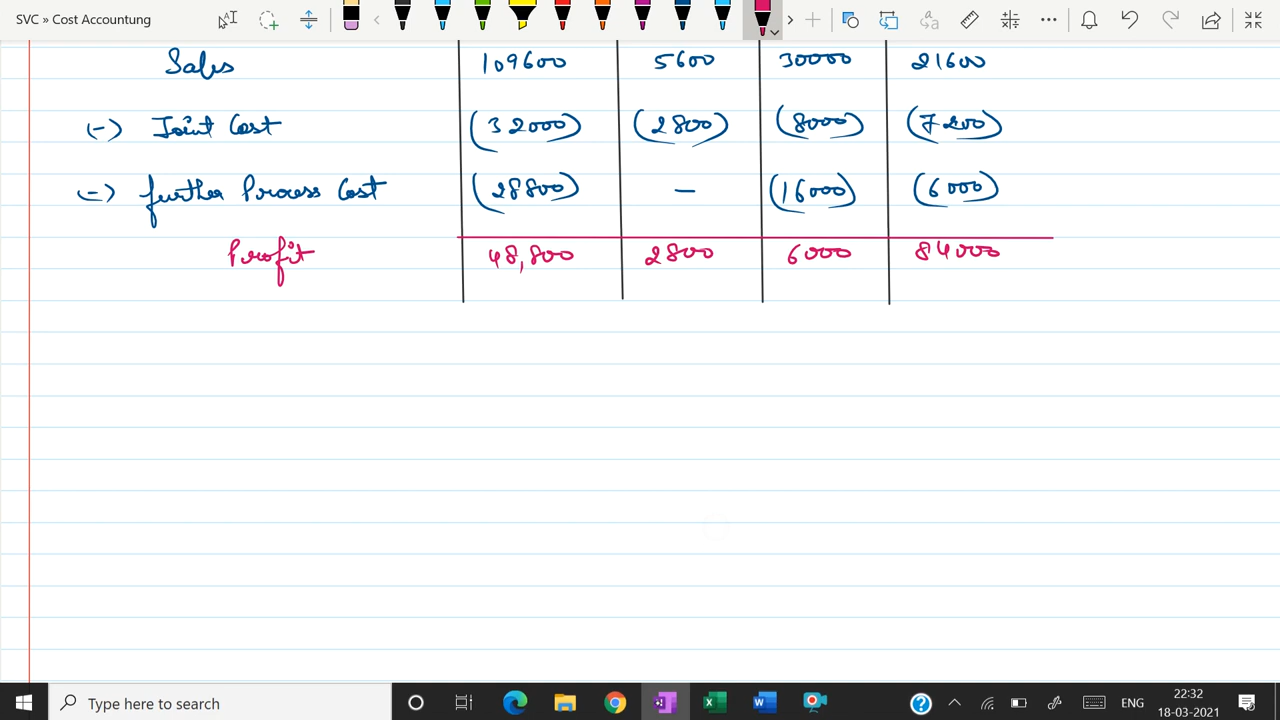 SVC » Cost Accountung
Sales 109600 5600 30000 21600
(-) Joint Cost (32000) (2800) (8000) (7200)
(-) further Process Cost (28800) - (16000) (6000)
Profit 48,800 2800 6000 84000
Type here to search
ENG
22:32
18-03-2021